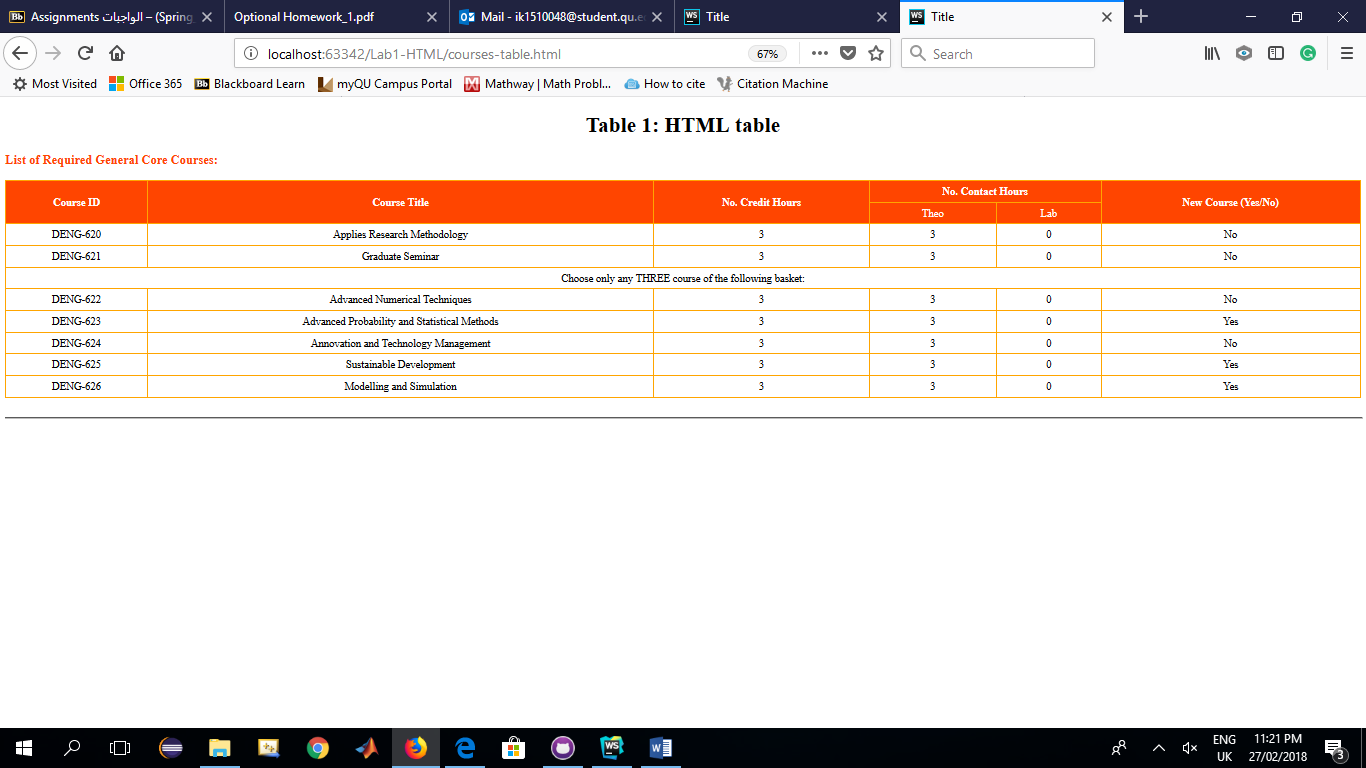 Assignments الواجبات – (Spring
Optional Homework_1.pdf
Mail - ik1510048@student.qu.e
Title
Title
localhost:63342/Lab1-HTML/courses-table.html
67%
Search
Most Visited
Office 365
Bb Blackboard Learn
myQU Campus Portal
Mathway | Math Probl...
How to cite
Citation Machine
Table 1: HTML table
List of Required General Core Courses:
Course ID Course Title No. Credit Hours No. Contact Hours New Course (Yes/No)
Theo Lab
DENG-620 Applies Research Methodology 3 3 0 No
DENG-621 Graduate Seminar 3 3 0 No
Choose only any THREE course of the following basket:
DENG-622 Advanced Numerical Techniques 3 3 0 No
DENG-623 Advanced Probability and Statistical Methods 3 3 0 Yes
DENG-624 Annovation and Technology Management 3 3 0 No
DENG-625 Sustainable Development 3 3 0 Yes
DENG-626 Modelling and Simulation 3 3 0 Yes
ENG 11:21 PM
UK 27/02/2018
3